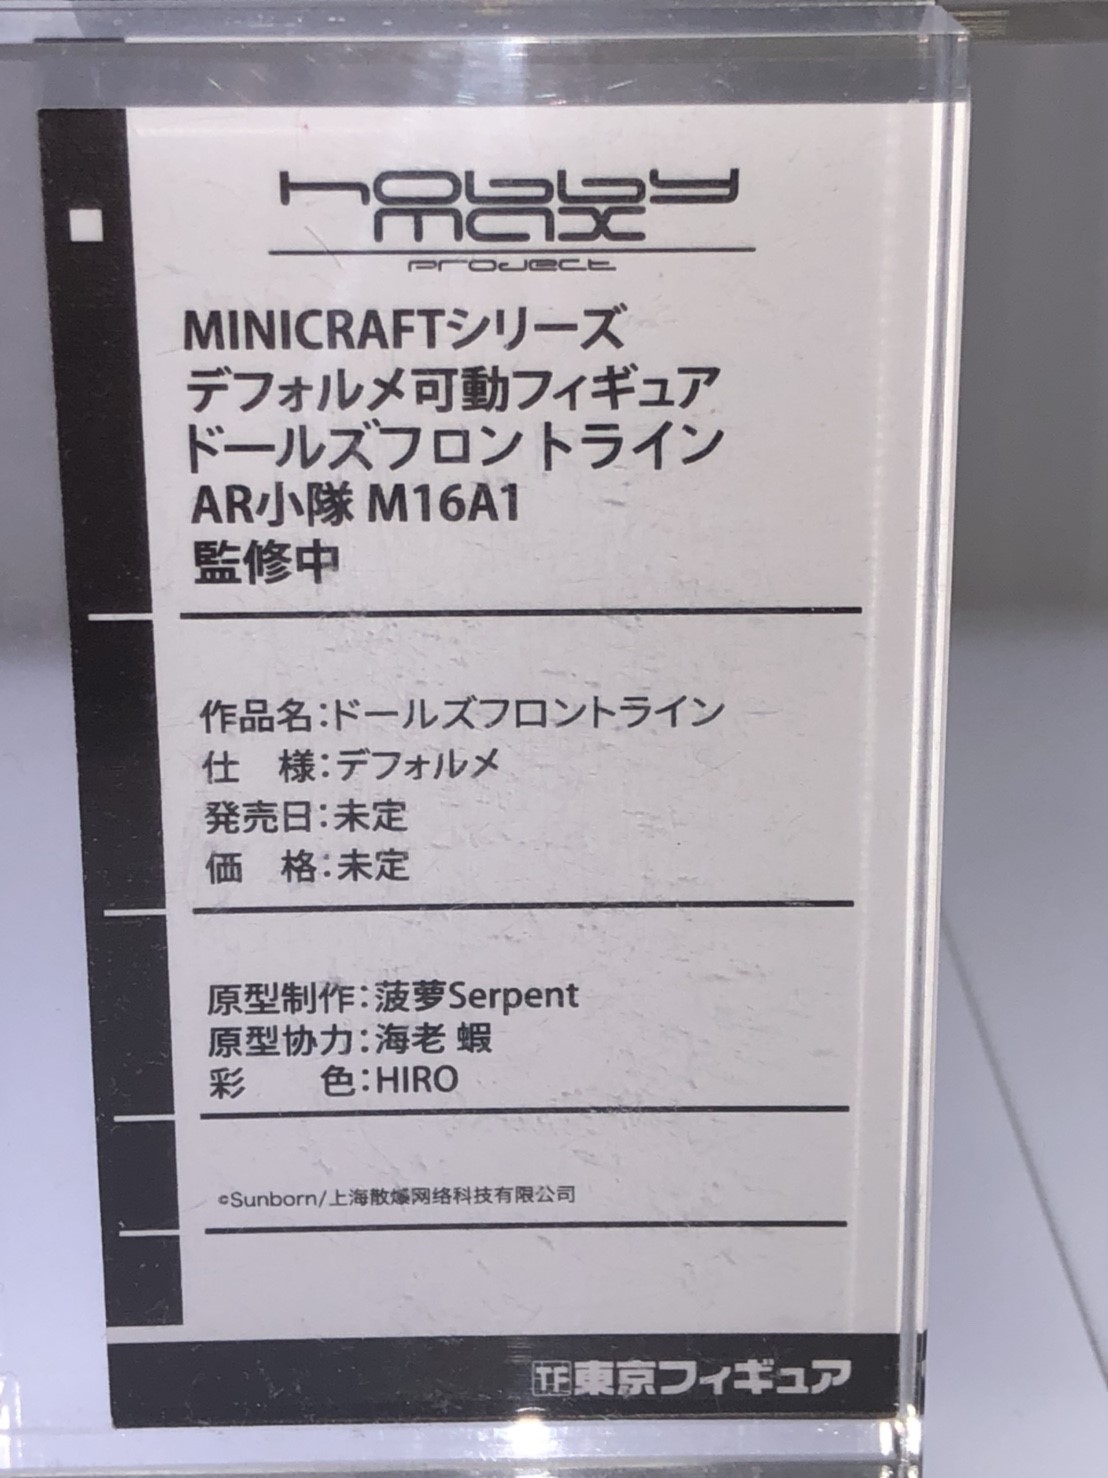 hobby
max
project
MINICRAFTシリーズ
デフォルメ可動フィギュア
ドールズフロントライン
AR小隊 M16A1
監修中
作品名：ドールズフロントライン
仕　様：デフォルメ
発売日：未定
価　格：未定
原型制作：菠萝Serpent
原型協力：海老 蝦
彩　　色：HIRO
©Sunborn/上海散爆网络科技有限公司
TF東京フィギュア